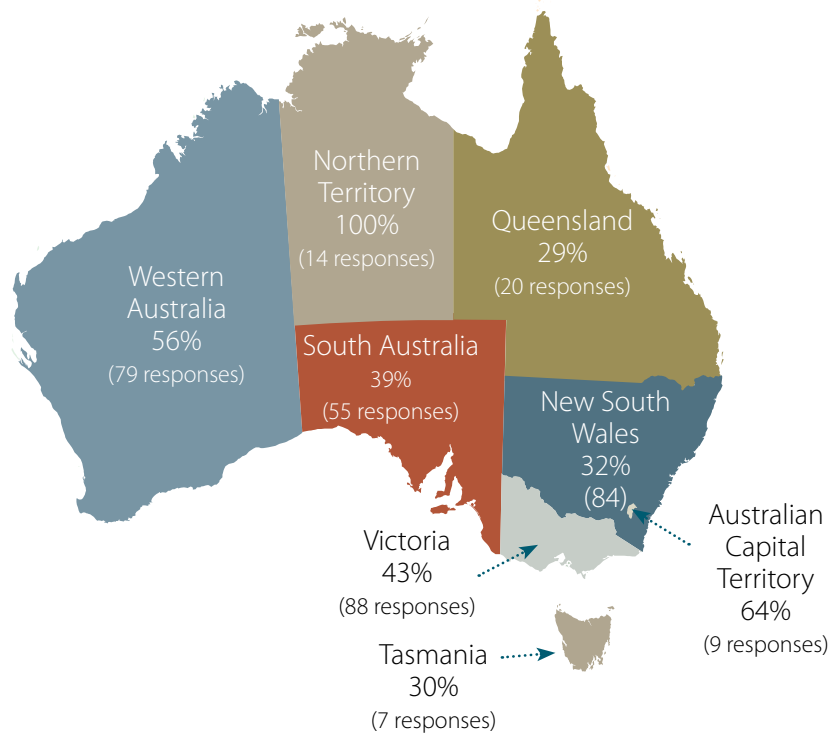 Northern
Territory
100%
(14 responses)
Queensland
29%
(20 responses)
Western
Australia
56%
(79 responses)
South Australia
39%
(55 responses)
New South
Wales
32%
(84)
Australian
Capital
Territory
64%
(9 responses)
Victoria
43%
(88 responses)
Tasmania
30%
(7 responses)